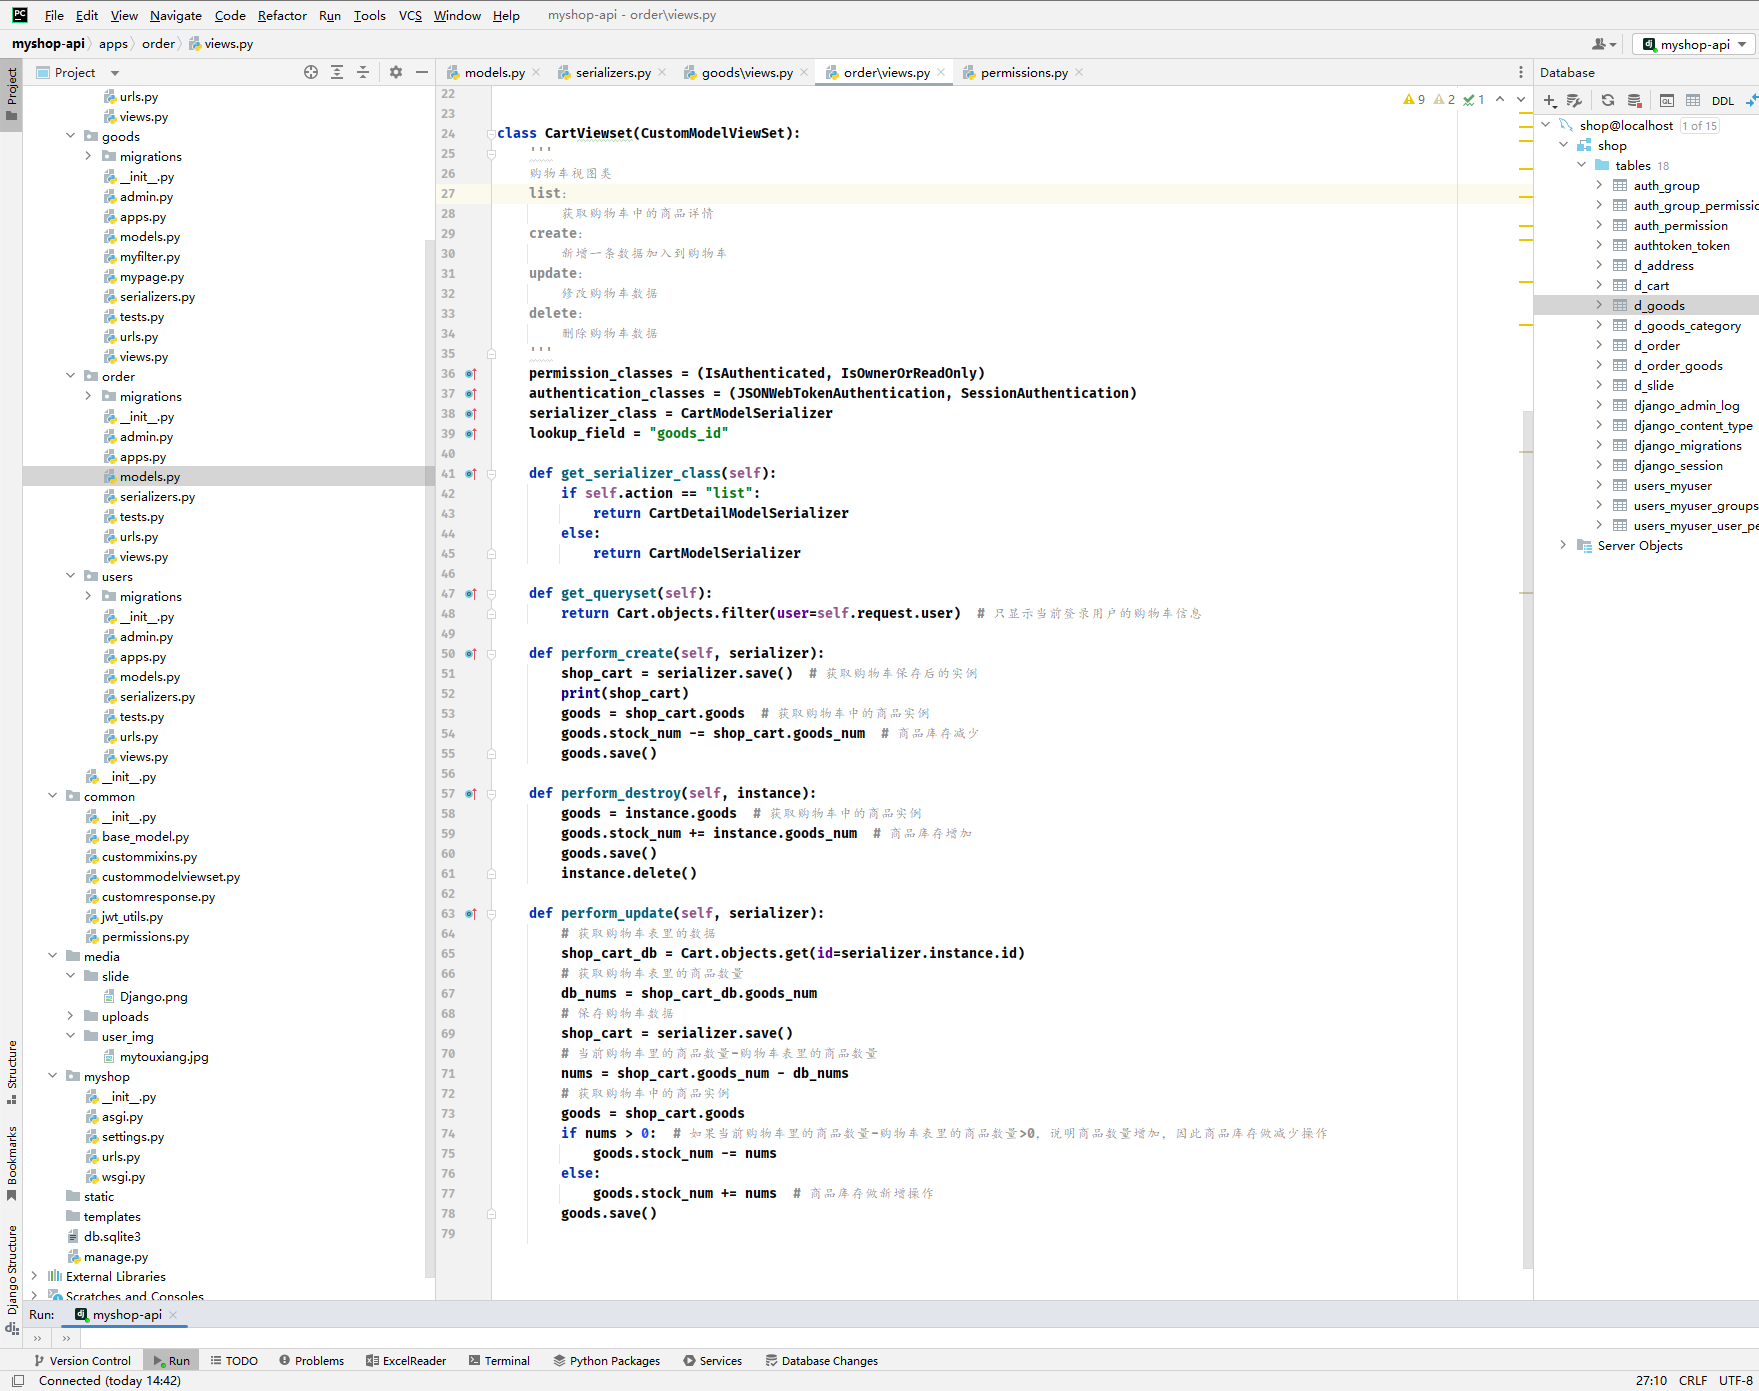 File Edit View Navigate Code Refactor Run Tools VCS Window Help myshop-api - order\views.py
myshop-api apps order views.py
myshop-api
Project
Project
models.py serializers.py goods\views.py order\views.py permissions.py
Database
9 2 1
DDL
urls.py
views.py
goods
migrations
__init__.py
admin.py
apps.py
models.py
myfilter.py
mypage.py
serializers.py
tests.py
urls.py
views.py
order
migrations
__init__.py
admin.py
apps.py
models.py
serializers.py
tests.py
urls.py
views.py
users
migrations
__init__.py
admin.py
apps.py
models.py
serializers.py
tests.py
urls.py
views.py
__init__.py
common
__init__.py
base_model.py
custommixins.py
custommodelviewset.py
customresponse.py
jwt_utils.py
permissions.py
media
slide
Django.png
uploads
user_img
mytouxiang.jpg
myshop
__init__.py
asgi.py
settings.py
urls.py
wsgi.py
static
templates
db.sqlite3
manage.py
External Libraries
Scratches and Consoles
Structure
Bookmarks
Django Structure
22
23
24 class CartViewset(CustomModelViewSet):
25 '''
26 购物车视图类
27 list:
28 获取购物车中的商品详情
29 create:
30 新增一条数据加入到购物车
31 update:
32 修改购物车数据
33 delete:
34 删除购物车数据
35 '''
36 permission_classes = (IsAuthenticated, IsOwnerOrReadOnly)
37 authentication_classes = (JSONWebTokenAuthentication, SessionAuthentication)
38 serializer_class = CartModelSerializer
39 lookup_field = "goods_id"
40
41 def get_serializer_class(self):
42 if self.action == "list":
43 return CartDetailModelSerializer
44 else:
45 return CartModelSerializer
46
47 def get_queryset(self):
48 return Cart.objects.filter(user=self.request.user) # 只显示当前登录用户的购物车信息
49
50 def perform_create(self, serializer):
51 shop_cart = serializer.save() # 获取购物车保存后的实例
52 print(shop_cart)
53 goods = shop_cart.goods # 获取购物车中的商品实例
54 goods.stock_num -= shop_cart.goods_num # 商品库存减少
55 goods.save()
56
57 def perform_destroy(self, instance):
58 goods = instance.goods # 获取购物车中的商品实例
59 goods.stock_num += instance.goods_num # 商品库存增加
60 goods.save()
61 instance.delete()
62
63 def perform_update(self, serializer):
64 # 获取购物车表里的数据
65 shop_cart_db = Cart.objects.get(id=serializer.instance.id)
66 # 获取购物车表里的商品数量
67 db_nums = shop_cart_db.goods_num
68 # 保存购物车数据
69 shop_cart = serializer.save()
70 # 当前购物车里的商品数量-购物车表里的商品数量
71 nums = shop_cart.goods_num - db_nums
72 # 获取购物车中的商品实例
73 goods = shop_cart.goods
74 if nums > 0: # 如果当前购物车里的商品数量-购物车表里的商品数量>0, 说明商品数量增加, 因此商品库存做减少操作
75 goods.stock_num -= nums
76 else:
77 goods.stock_num += nums # 商品库存做新增操作
78 goods.save()
79
shop@localhost 1 of 15
shop
tables 18
auth_group
auth_group_permissio
auth_permission
authtoken_token
d_address
d_cart
d_goods
d_goods_category
d_order
d_order_goods
d_slide
django_admin_log
django_content_type
django_migrations
django_session
users_myuser
users_myuser_groups
users_myuser_user_pe
Server Objects
Run: myshop-api
Version Control Run TODO Problems ExcelReader Terminal Python Packages Services Database Changes
Connected (today 14:42) 27:10 CRLF UTF-8